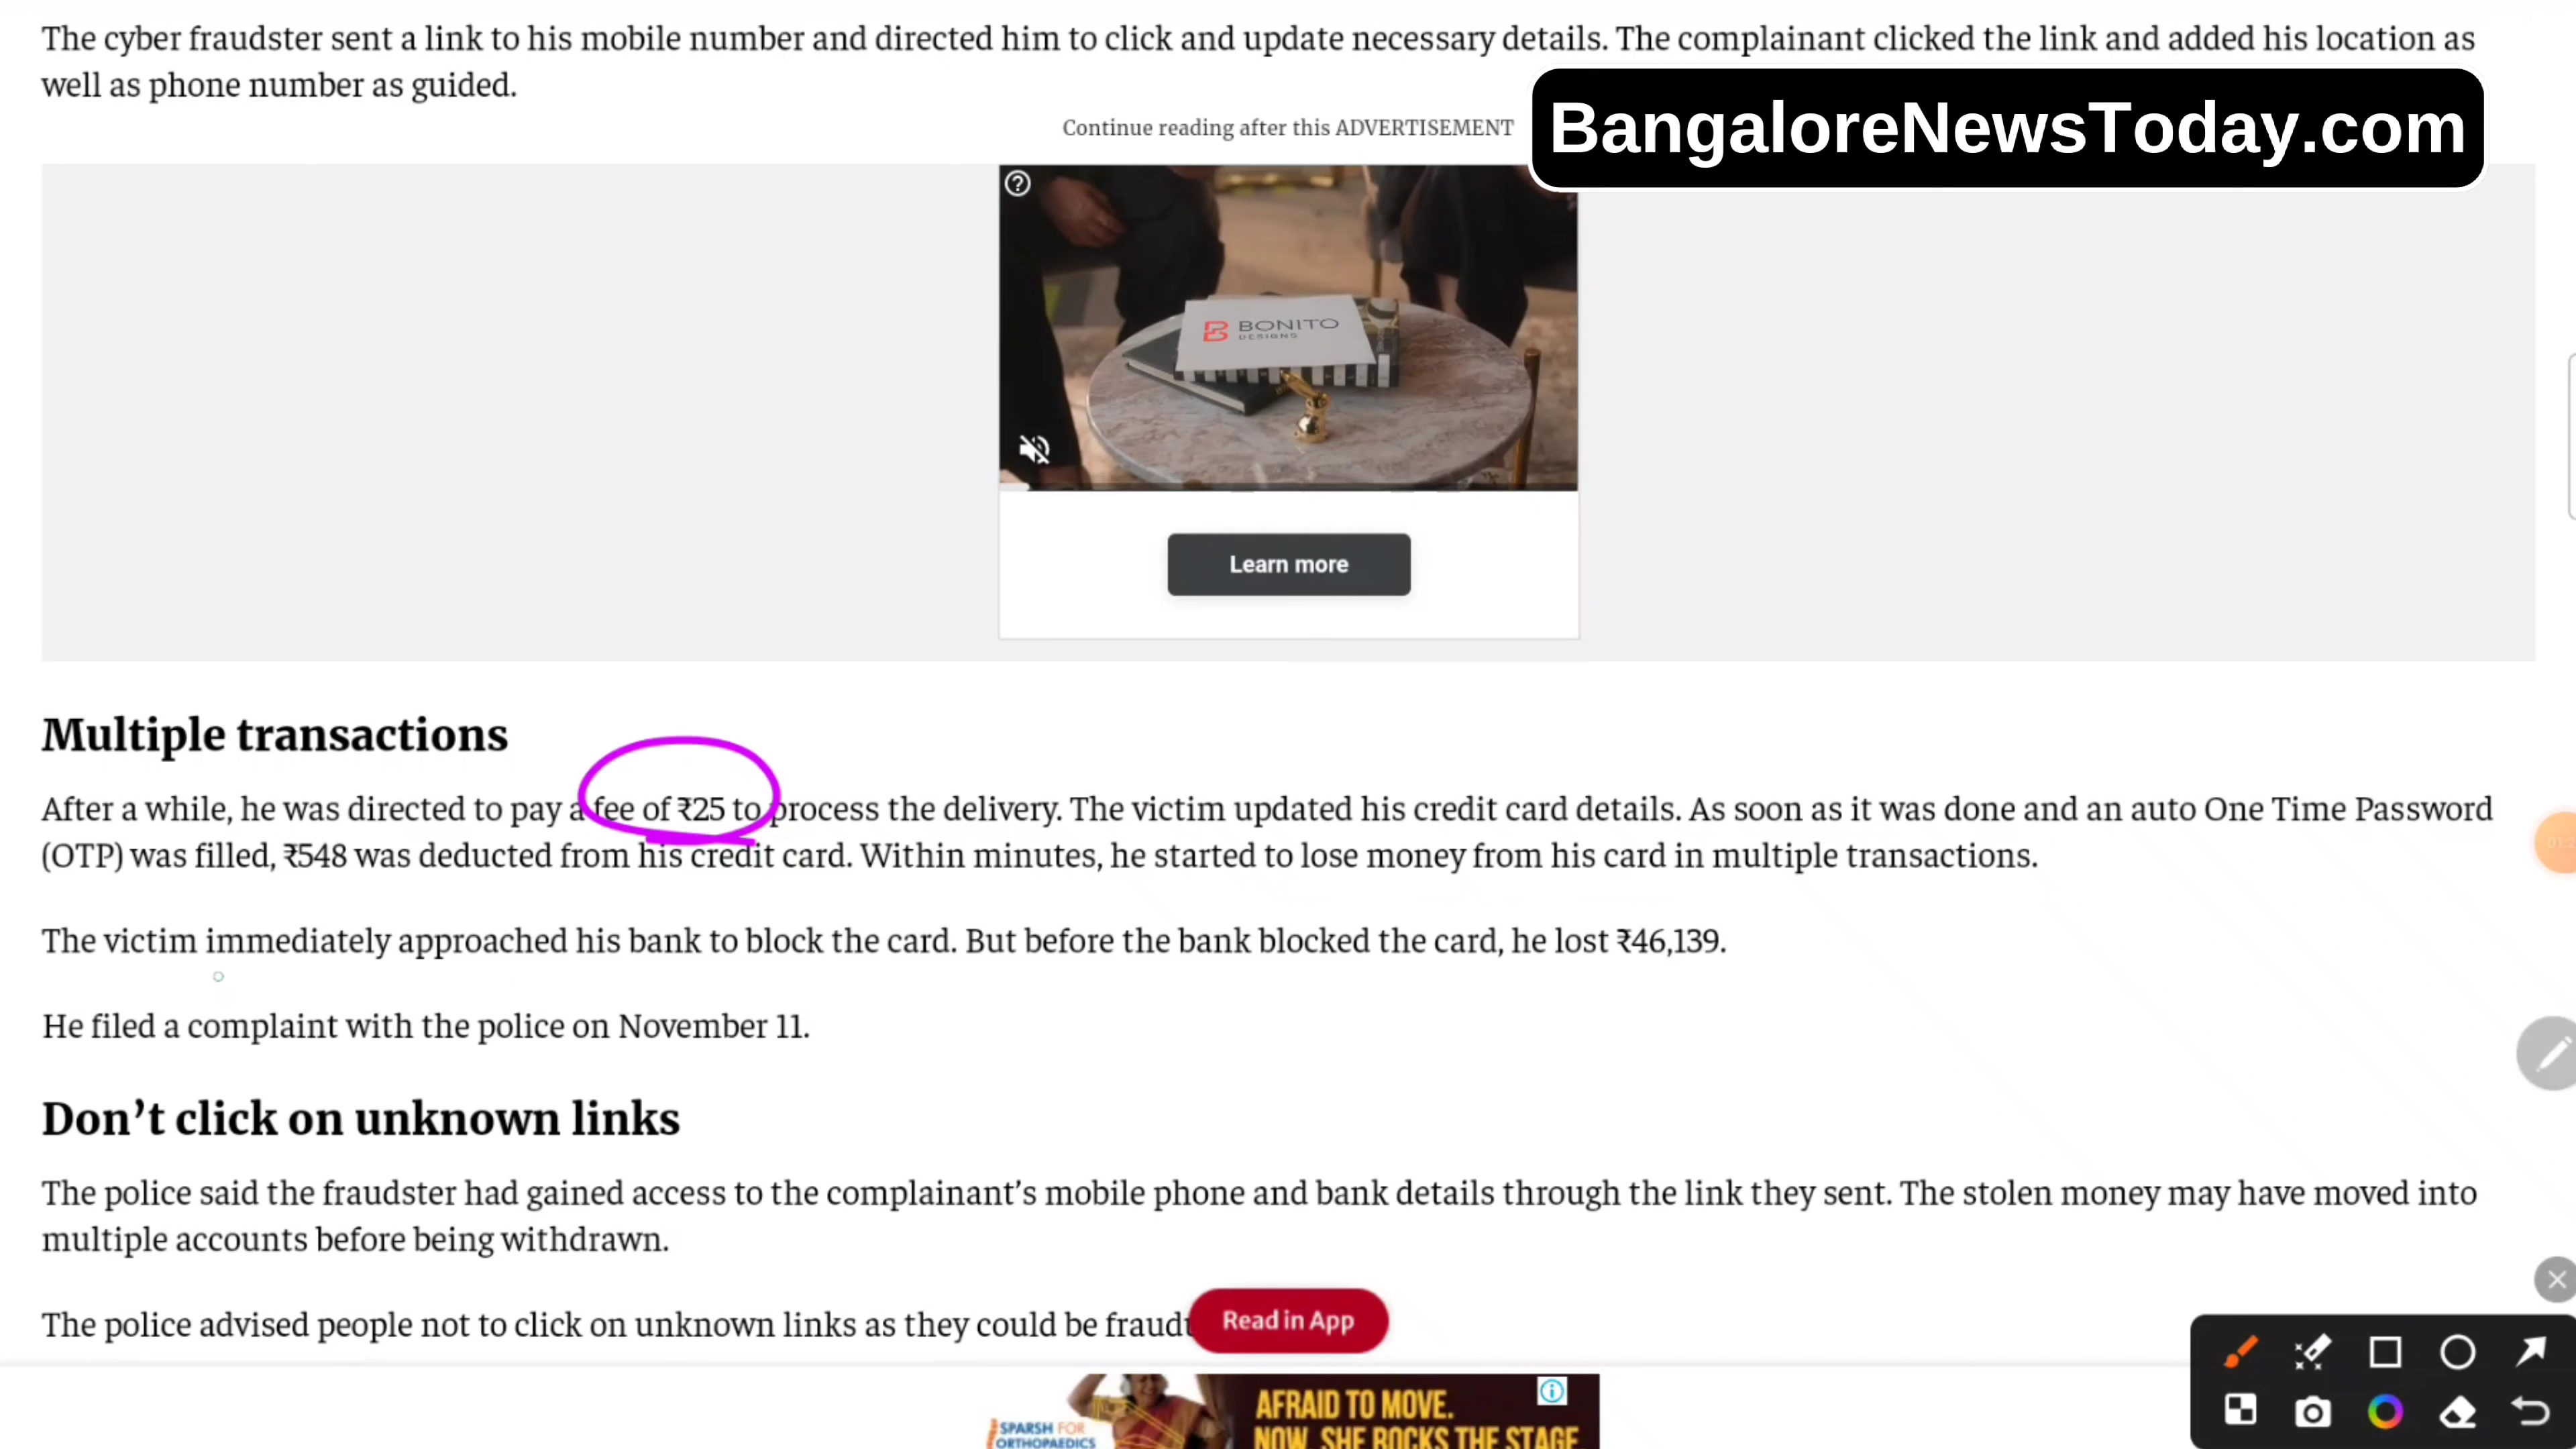 The cyber fraudster sent a link to his mobile number and directed him to click and update necessary details. The complainant clicked the link and added his location as
well as phone number as guided.
BangaloreNewsToday.com
Continue reading after this ADVERTISEMENT
BONITO
DESIGNS
Learn more
Multiple transactions
After a while, he was directed to pay a fee of ₹25 to process the delivery. The victim updated his credit card details. As soon as it was done and an auto One Time Password
(OTP) was filled, ₹548 was deducted from his credit card. Within minutes, he started to lose money from his card in multiple transactions.
The victim immediately approached his bank to block the card. But before the bank blocked the card, he lost ₹46,139.
He filed a complaint with the police on November 11.
Don’t click on unknown links
The police said the fraudster had gained access to the complainant’s mobile phone and bank details through the link they sent. The stolen money may have moved into
multiple accounts before being withdrawn.
The police advised people not to click on unknown links as they could be
Read in App
AFRAID TO MOVE.
NOW, SHE ROCKS THE STAGE
SPARSH FOR
ORTHOPAEDICS